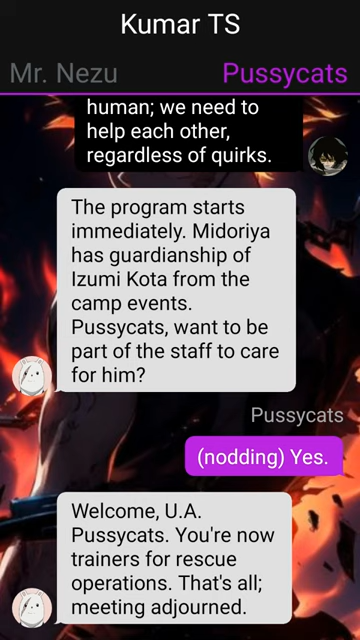 Kumar TS
Mr. Nezu
Pussycats
human; we need to
help each other,
regardless of quirks.
The program starts
immediately. Midoriya
has guardianship of
Izumi Kota from the
camp events.
Pussycats, want to be
part of the staff to care
for him?
Pussycats
(nodding) Yes.
Welcome, U.A.
Pussycats. You're now
trainers for rescue
operations. That's all;
meeting adjourned.